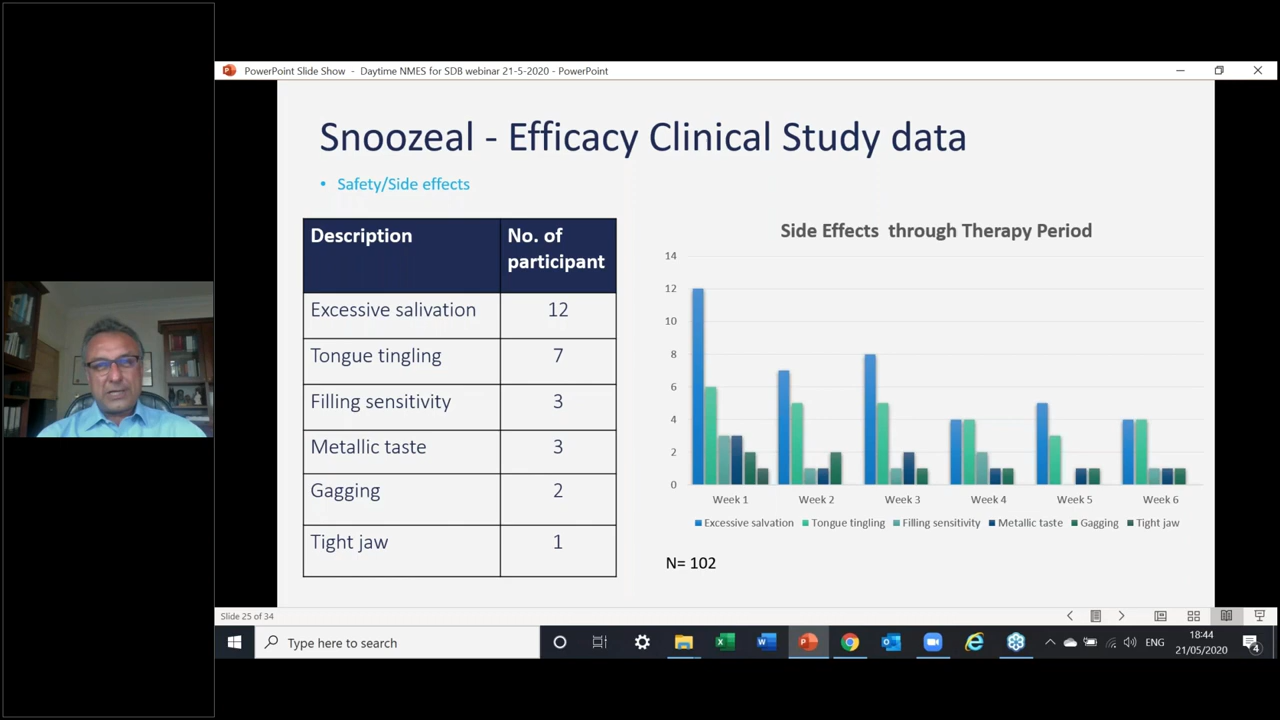 PowerPoint Slide Show - Daytime NMES for SDB webinar 21-5-2020 - PowerPoint
Snoozeal - Efficacy Clinical Study data
• Safety/Side effects
Description
No. of
participant
Excessive salivation
12
Tongue tingling
7
Filling sensitivity
3
Metallic taste
3
Gagging
2
Tight jaw
1
Side Effects through Therapy Period
14
12
10
8
6
4
2
0
Week 1
Week 2
Week 3
Week 4
Week 5
Week 6
Excessive salvation
Tongue tingling
Filling sensitivity
Metallic taste
Gagging
Tight jaw
N= 102
Slide 25 of 34
Type here to search
ENG
18:44
21/05/2020
4